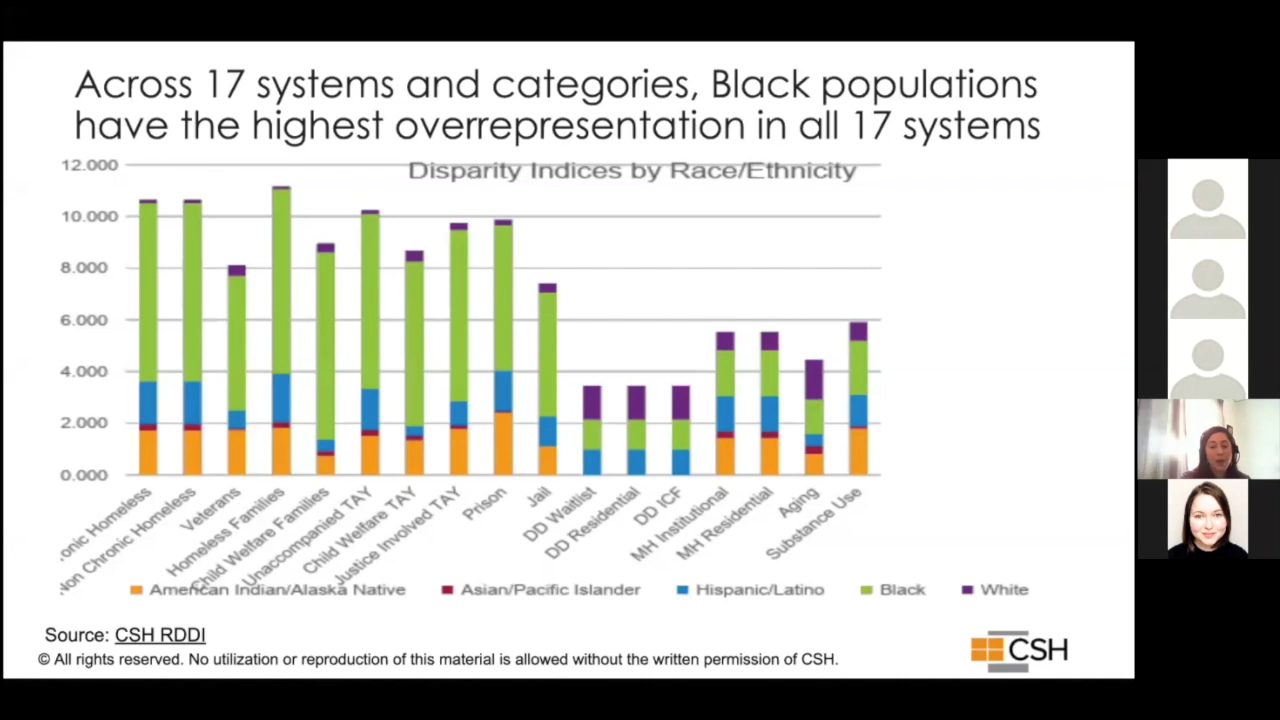 Across 17 systems and categories, Black populations
have the highest overrepresentation in all 17 systems
Disparity Indices by Race/Ethnicity
12.000
10.000
8.000
6.000
4.000
2.000
0.000
onic Homeless
Non Chronic Homeless
Veterans
Homeless Families
Child Welfare Families
Unaccompanied TAY
Child Welfare TAY
Justice Involved TAY
Prison
Jail
DD Waitlist
DD Residential
DD ICF
MH Institutional
MH Residential
Aging
Substance Use
American Indian/Alaska Native
Asian/Pacific Islander
Hispanic/Latino
Black
White
Source: CSH RDDI
© All rights reserved. No utilization or reproduction of this material is allowed without the written permission of CSH.
CSH